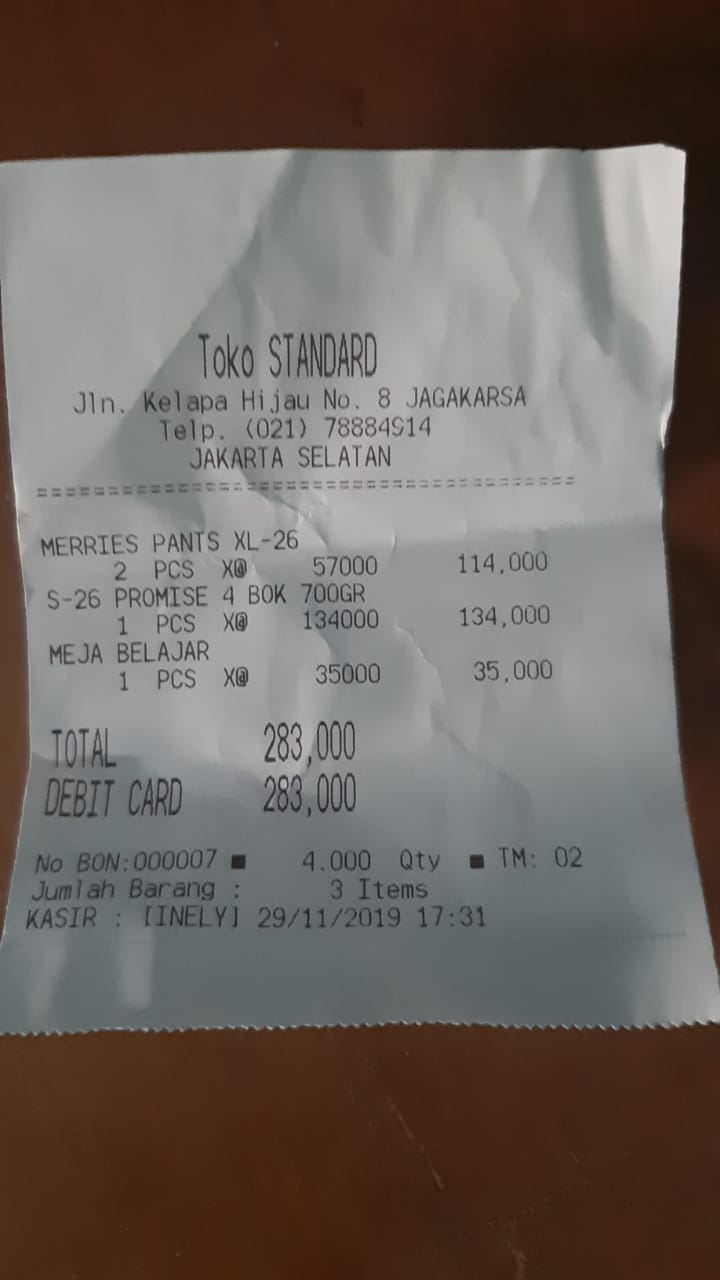 Toko STANDARD
Jln. Kelapa Hijau No. 8 JAGAKARSA
Telp. (021) 78884914
JAKARTA SELATAN
=======================================
MERRIES PANTS XL-26
2 PCS X@ 57000 114,000
S-26 PROMISE 4 BOK 700GR
1 PCS X@ 134000 134,000
MEJA BELAJAR
1 PCS X@ 35000 35,000
TOTAL 283,000
DEBIT CARD 283,000
No BON:000007 ■ 4.000 Qty ■ TM: 02
Jumlah Barang : 3 Items
KASIR : [INELY] 29/11/2019 17:31